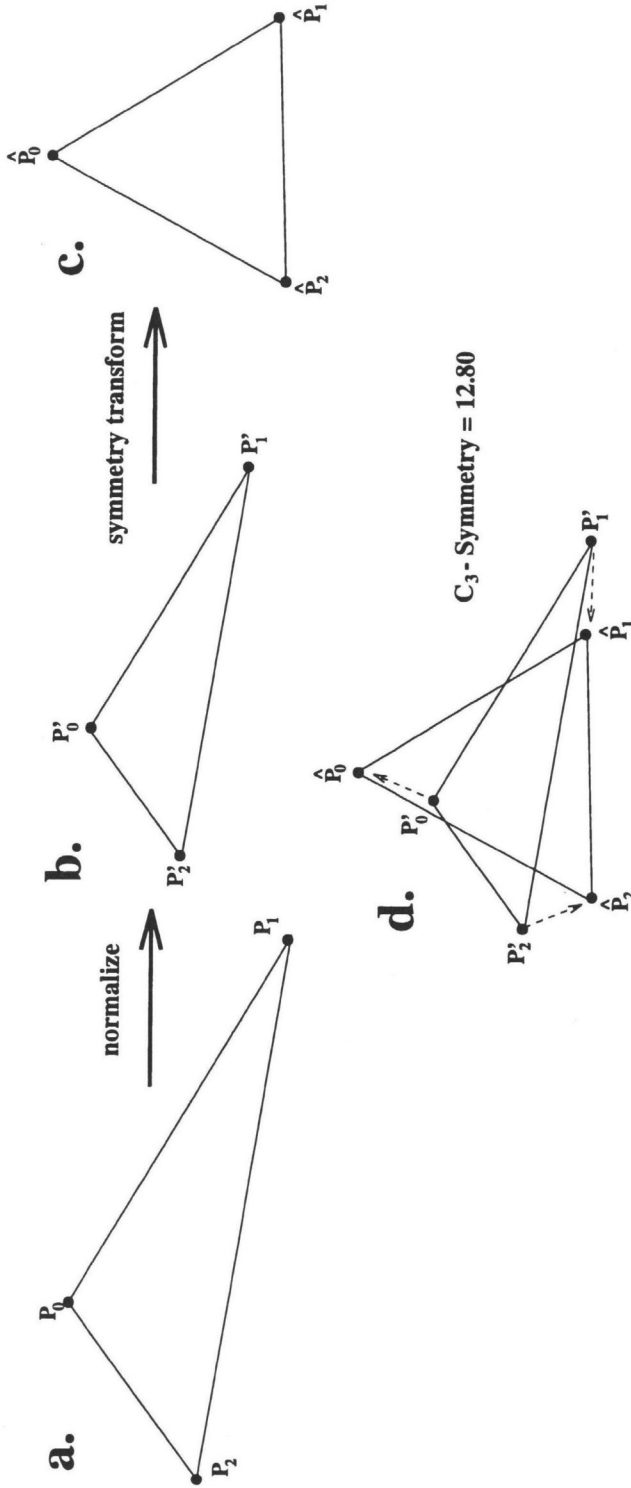 a.
P₀
P₁
P₂
normalize
b.
P'₀
P'₁
P'₂
symmetry transform
c.
P̂₀
P̂₁
P̂₂
d.
P̂₀
P'₀
P'₂
P̂₂
P̂₁
P'₁
C₃ - Symmetry = 12.80